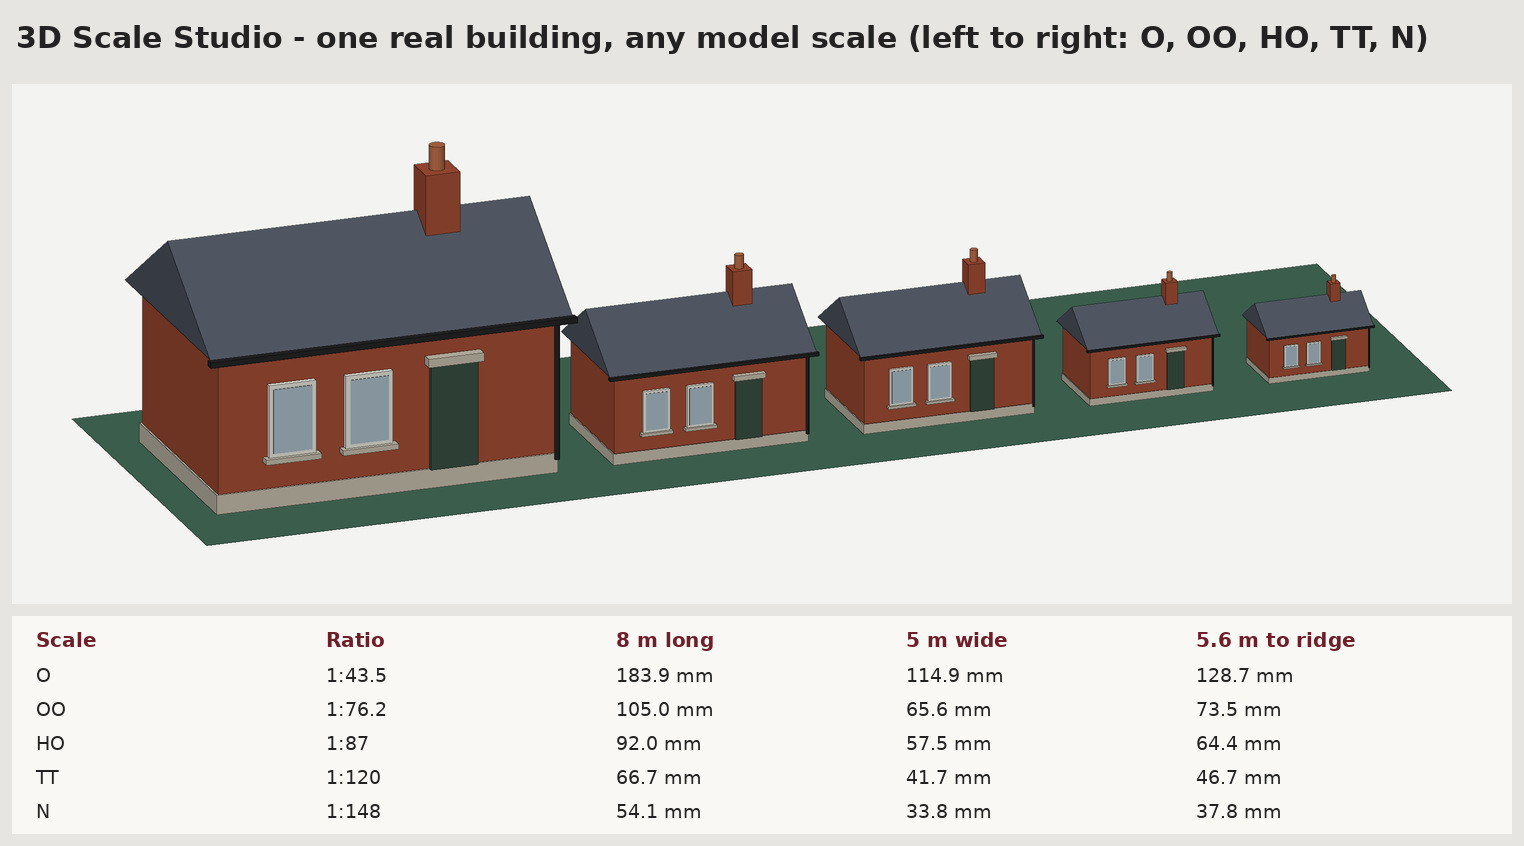 3D Scale Studio - one real building, any model scale (left to right: O, OO, HO, TT, N)
Scale Ratio 8 m long 5 m wide 5.6 m to ridge
O 1:43.5 183.9 mm 114.9 mm 128.7 mm
OO 1:76.2 105.0 mm 65.6 mm 73.5 mm
HO 1:87 92.0 mm 57.5 mm 64.4 mm
TT 1:120 66.7 mm 41.7 mm 46.7 mm
N 1:148 54.1 mm 33.8 mm 37.8 mm